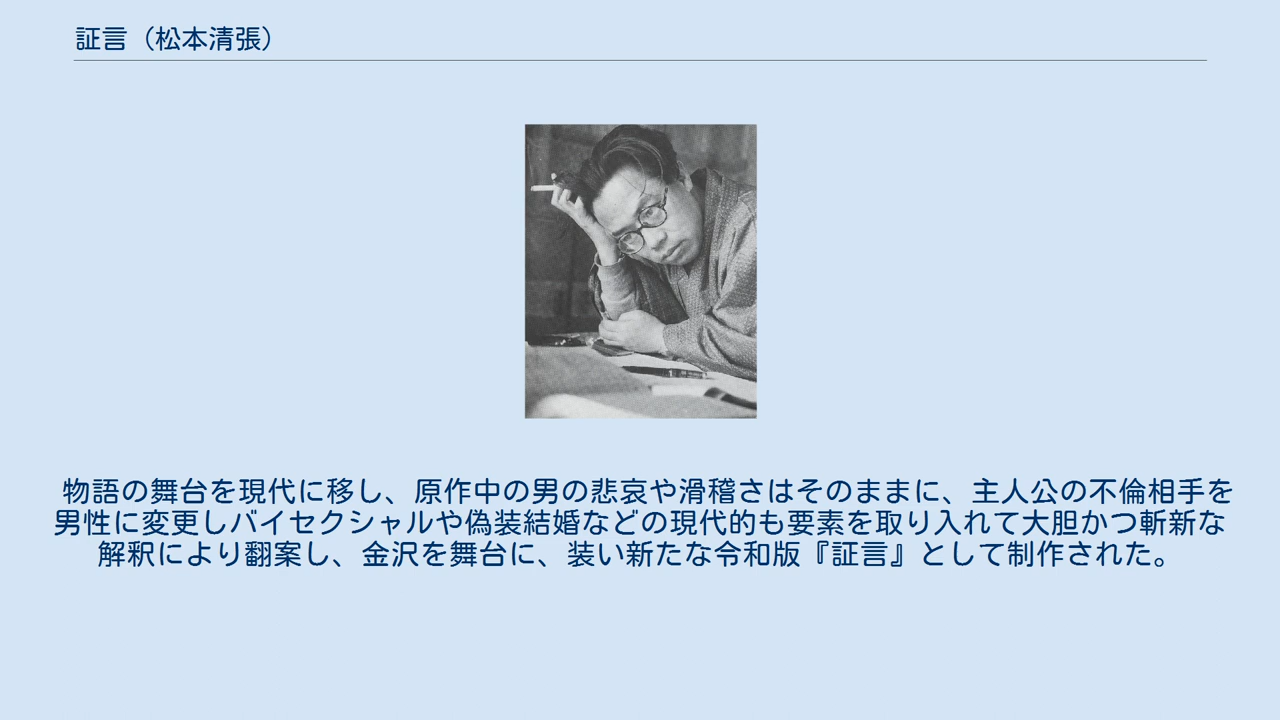 証言（松本清張）
物語の舞台を現代に移し、原作中の男の悲哀や滑稽さはそのままに、主人公の不倫相手を
男性に変更しバイセクシャルや偽装結婚などの現代的も要素を取り入れて大胆かつ斬新な
解釈により翻案し、金沢を舞台に、装い新たな令和版『証言』として制作された。